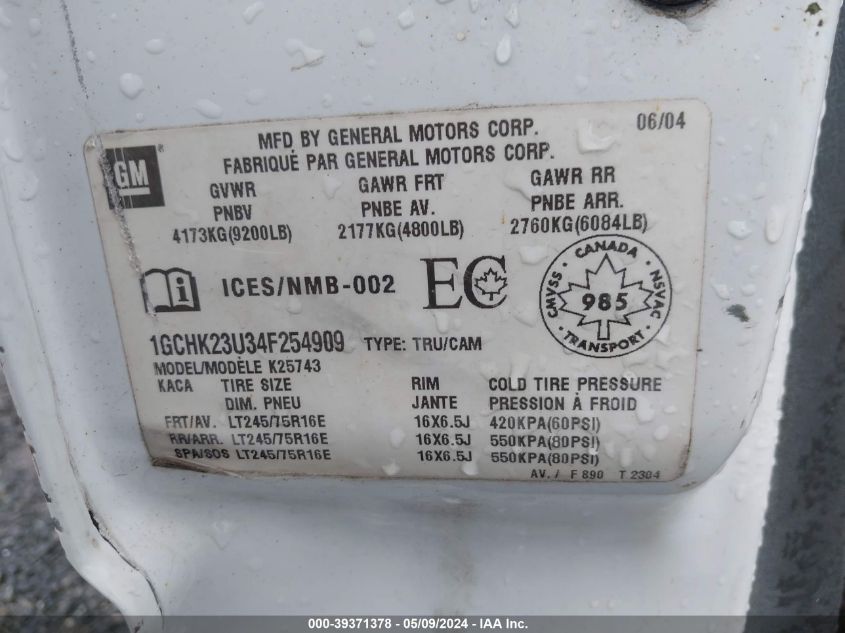 GM
MFD BY GENERAL MOTORS CORP. 06/04
FABRIQUÉ PAR GENERAL MOTORS CORP.
GVWR GAWR FRT GAWR RR
PNBV PNBE AV. PNBE ARR.
4173KG(9200LB) 2177KG(4800LB) 2760KG(6084LB)
i ICES/NMB-002 EC
CANADA
CMVSS 985 NSVAC
TRANSPORT
1GCHK23U34F254909 TYPE: TRU/CAM
MODEL/MODÈLE K25743
KACA TIRE SIZE RIM COLD TIRE PRESSURE
DIM. PNEU JANTE PRESSION À FROID
FRT/AV. LT245/75R16E 16X6.5J 420KPA(60PSI)
RR/ARR. LT245/75R16E 16X6.5J 550KPA(80PSI)
SPA/SOS LT245/75R16E 16X6.5J 550KPA(80PSI)
AV. / F 890 T 2304
000-39371378 - 05/09/2024 - IAA Inc.